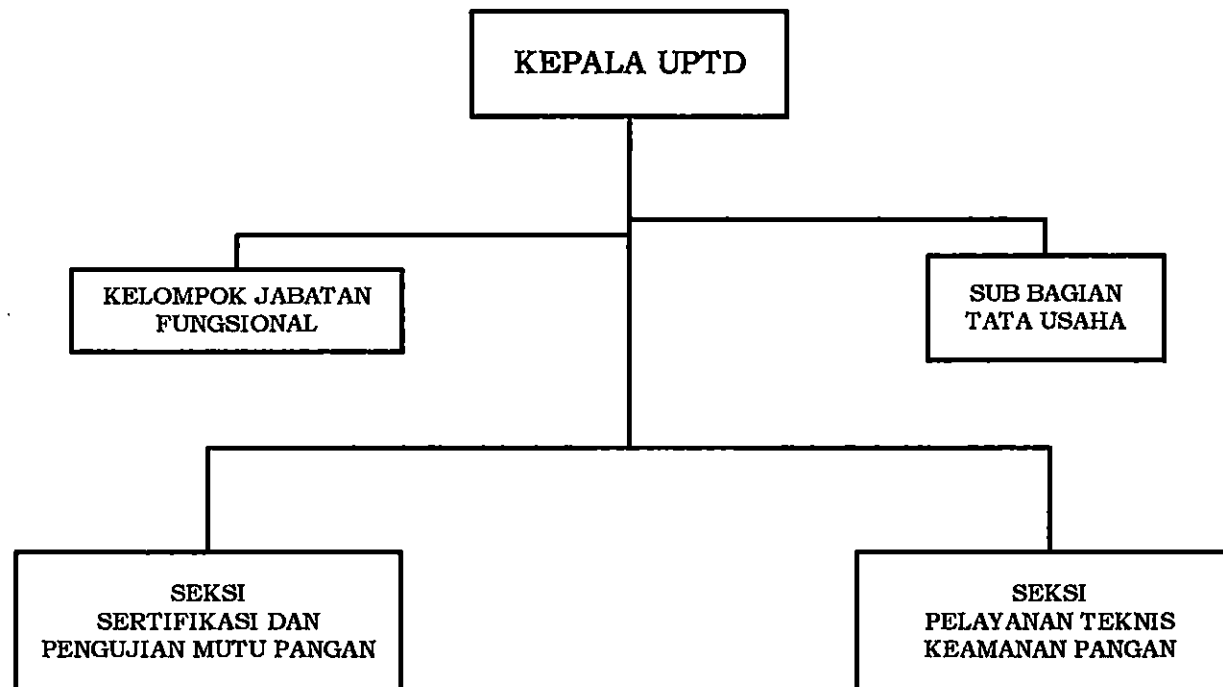 KEPALA UPTD
KELOMPOK JABATAN
FUNGSIONAL
SUB BAGIAN
TATA USAHA
SEKSI
SERTIFIKASI DAN
PENGUJIAN MUTU PANGAN
SEKSI
PELAYANAN TEKNIS
KEAMANAN PANGAN